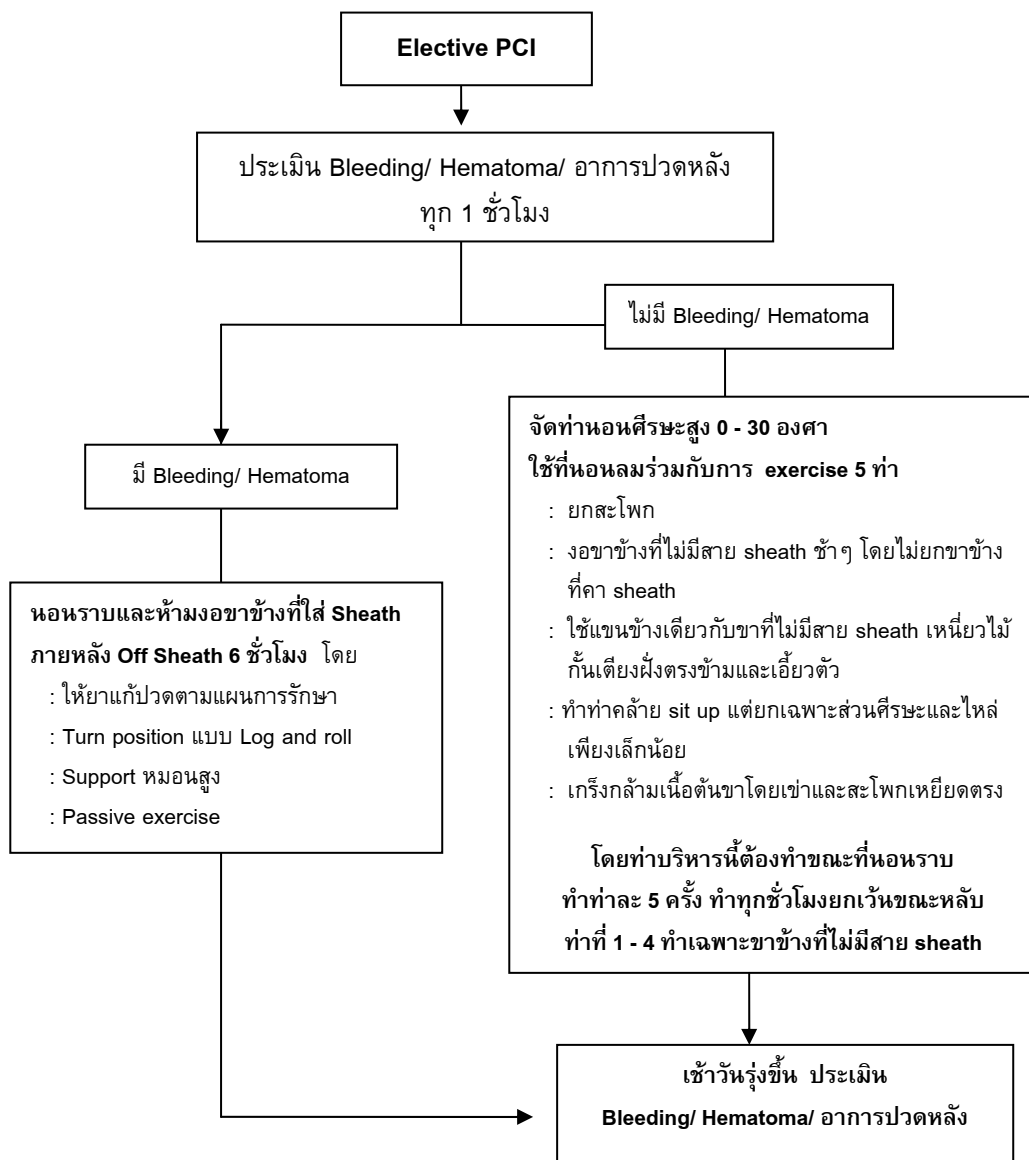 Elective PCI
ประเมิน Bleeding/ Hematoma/ อาการปวดหลัง
ทุก 1 ชั่วโมง
ไม่มี Bleeding/ Hematoma
มี Bleeding/ Hematoma
นอนราบและห้ามงอขาข้างที่ใส่ Sheath
ภายหลัง Off Sheath 6 ชั่วโมง โดย
: ให้ยาแก้ปวดตามแผนการรักษา
: Turn position แบบ Log and roll
: Support หมอนสูง
: Passive exercise
จัดท่านอนศีรษะสูง 0 - 30 องศา
ใช้ที่นอนลมร่วมกับการ exercise 5 ท่า
: ยกสะโพก
: งอขาข้างที่ไม่มีสาย sheath ช้าๆ โดยไม่ยกขาข้าง
ที่คา sheath
: ใช้แขนข้างเดียวกับขาที่ไม่มีสาย sheath เหนี่ยวไม้
กั้นเตียงฝั่งตรงข้ามและเอี้ยวตัว
: ทำท่าคล้าย sit up แต่ยกเฉพาะส่วนศีรษะและไหล่
เพียงเล็กน้อย
: เกร็งกล้ามเนื้อต้นขาโดยเข่าและสะโพกเหยียดตรง
โดยท่าบริหารนี้ต้องทำขณะที่นอนราบ
ทำท่าละ 5 ครั้ง ทำทุกชั่วโมงยกเว้นขณะหลับ
ท่าที่ 1 - 4 ทำเฉพาะขาข้างที่ไม่มีสาย sheath
เช้าวันรุ่งขึ้น ประเมิน
Bleeding/ Hematoma/ อาการปวดหลัง